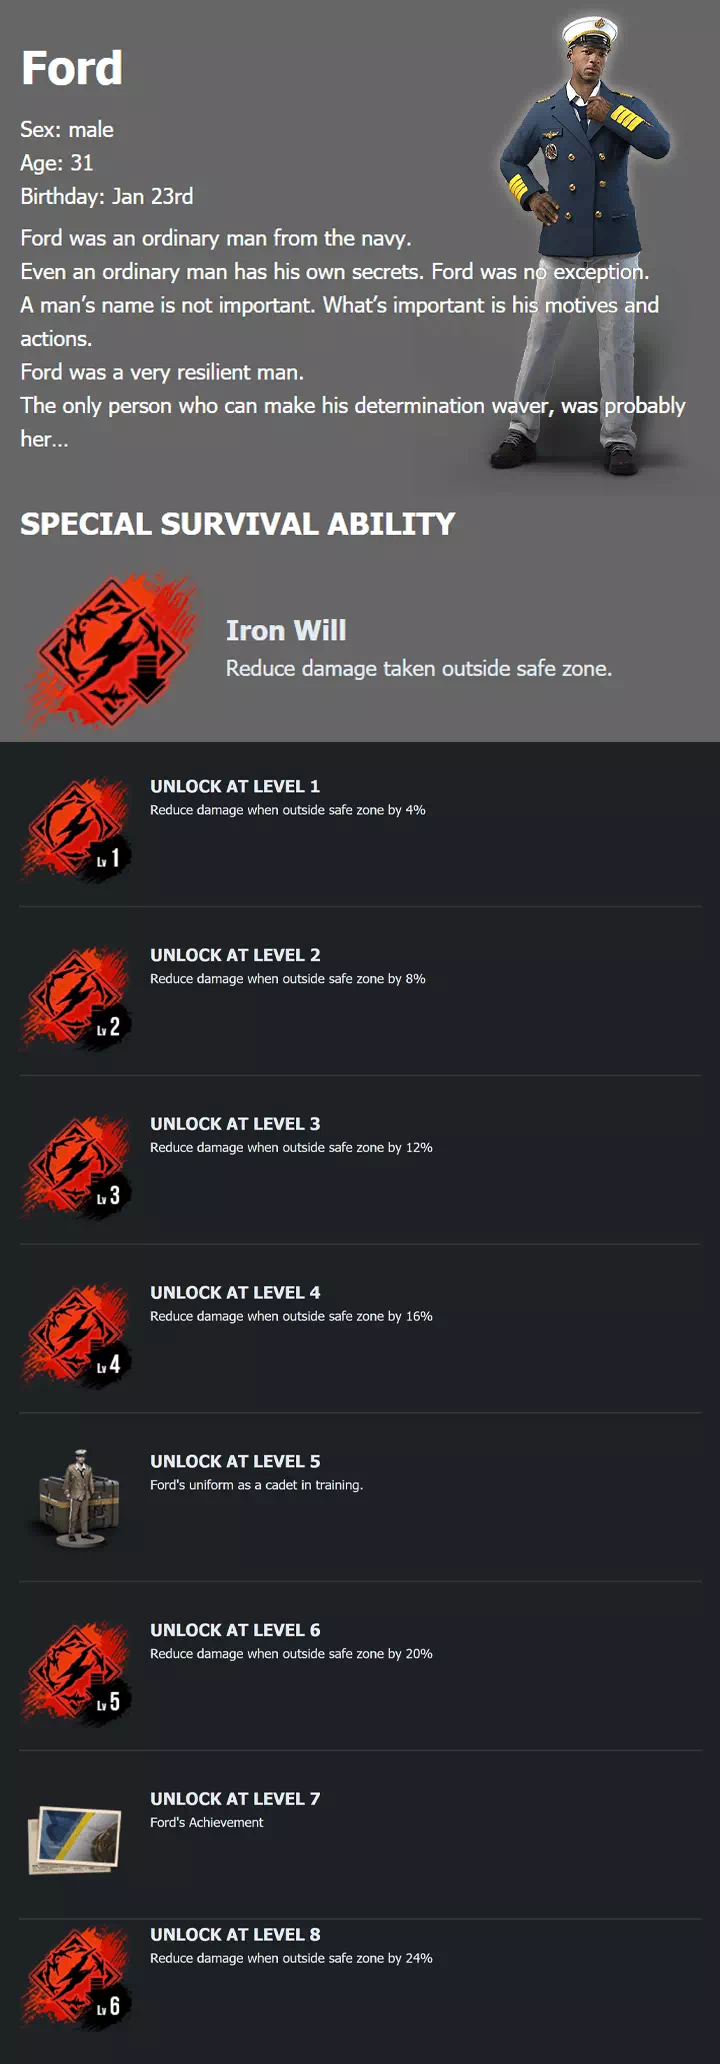 Ford
Sex: male
Age: 31
Birthday: Jan 23rd
Ford was an ordinary man from the navy.
Even an ordinary man has his own secrets. Ford was no exception.
A man’s name is not important. What’s important is his motives and
actions.
Ford was a very resilient man.
The only person who can make his determination waver, was probably
her...
SPECIAL SURVIVAL ABILITY
Iron Will
Reduce damage taken outside safe zone.
UNLOCK AT LEVEL 1
Reduce damage when outside safe zone by 4%
Lv 1
UNLOCK AT LEVEL 2
Reduce damage when outside safe zone by 8%
Lv 2
UNLOCK AT LEVEL 3
Reduce damage when outside safe zone by 12%
Lv 3
UNLOCK AT LEVEL 4
Reduce damage when outside safe zone by 16%
Lv 4
UNLOCK AT LEVEL 5
Ford's uniform as a cadet in training.
UNLOCK AT LEVEL 6
Reduce damage when outside safe zone by 20%
Lv 5
UNLOCK AT LEVEL 7
Ford's Achievement
UNLOCK AT LEVEL 8
Reduce damage when outside safe zone by 24%
Lv 6